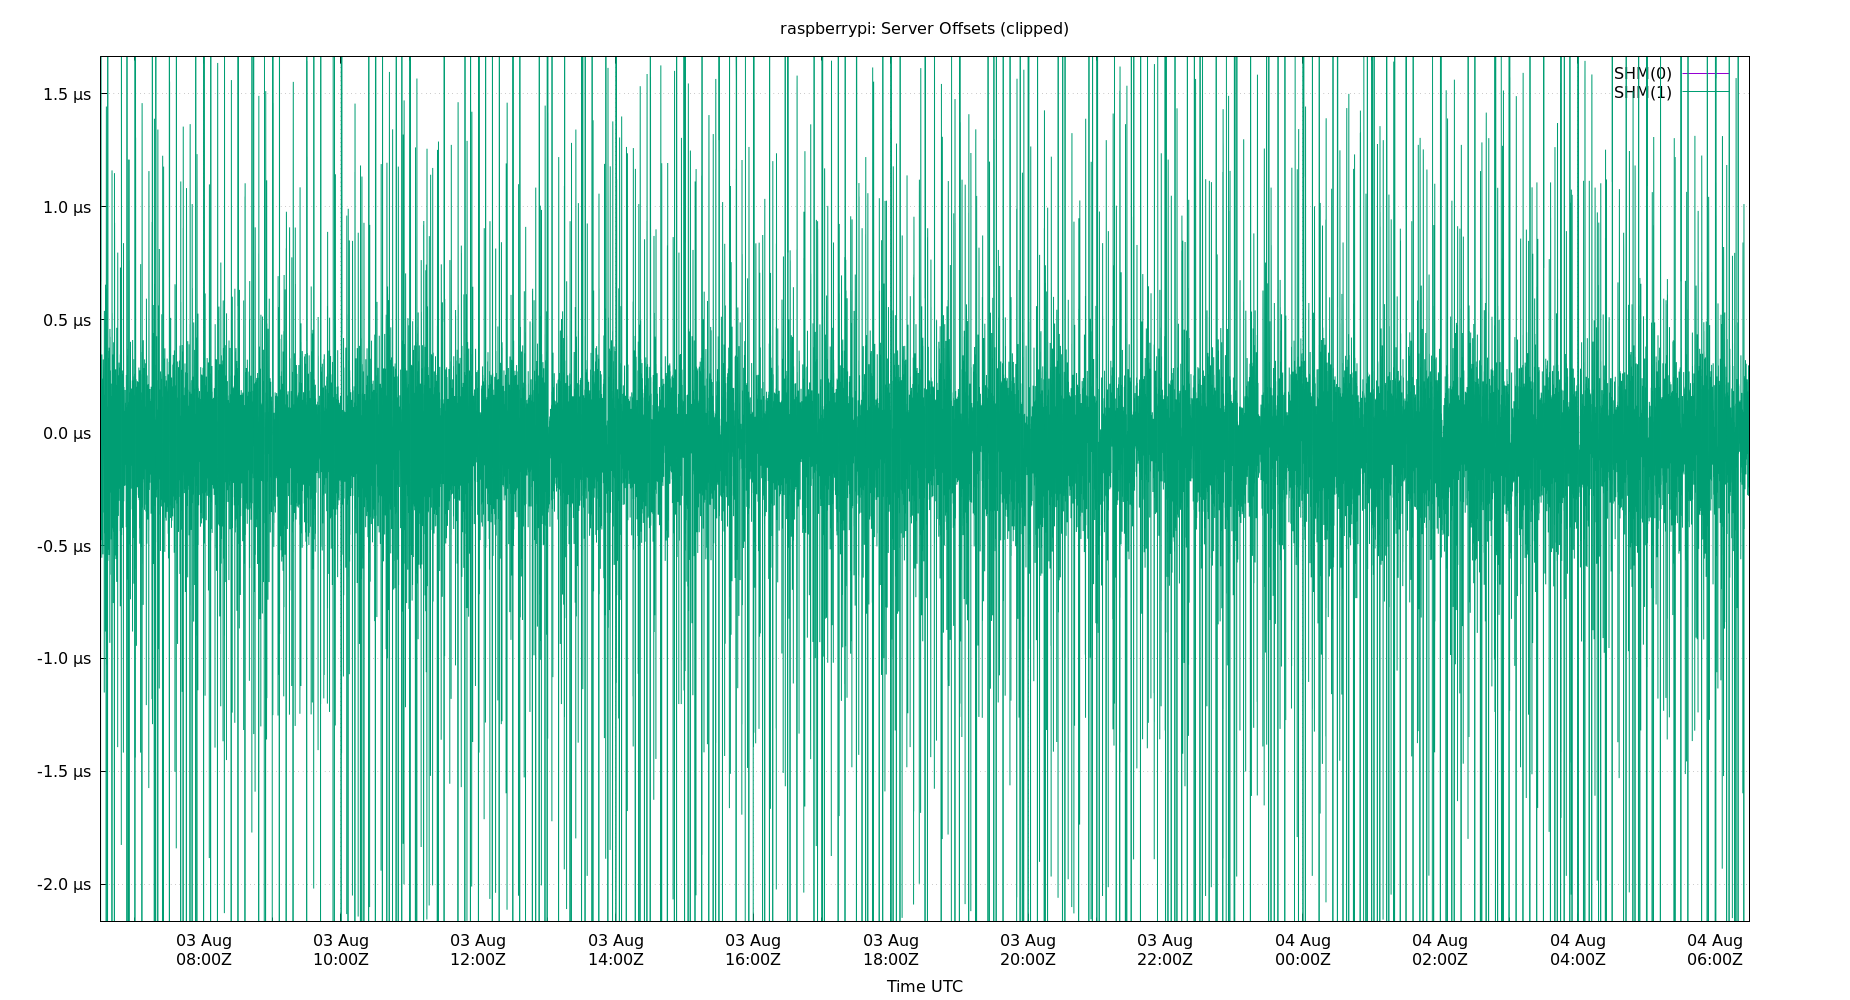 raspberrypi: Server Offsets (clipped)
SHM(0)
SHM(1)
1.5 µs
1.0 µs
0.5 µs
0.0 µs
-0.5 µs
-1.0 µs
-1.5 µs
-2.0 µs
03 Aug 03 Aug 03 Aug 03 Aug 03 Aug 03 Aug 03 Aug 03 Aug 04 Aug 04 Aug 04 Aug 04 Aug
08:00Z 10:00Z 12:00Z 14:00Z 16:00Z 18:00Z 20:00Z 22:00Z 00:00Z 02:00Z 04:00Z 06:00Z
Time UTC